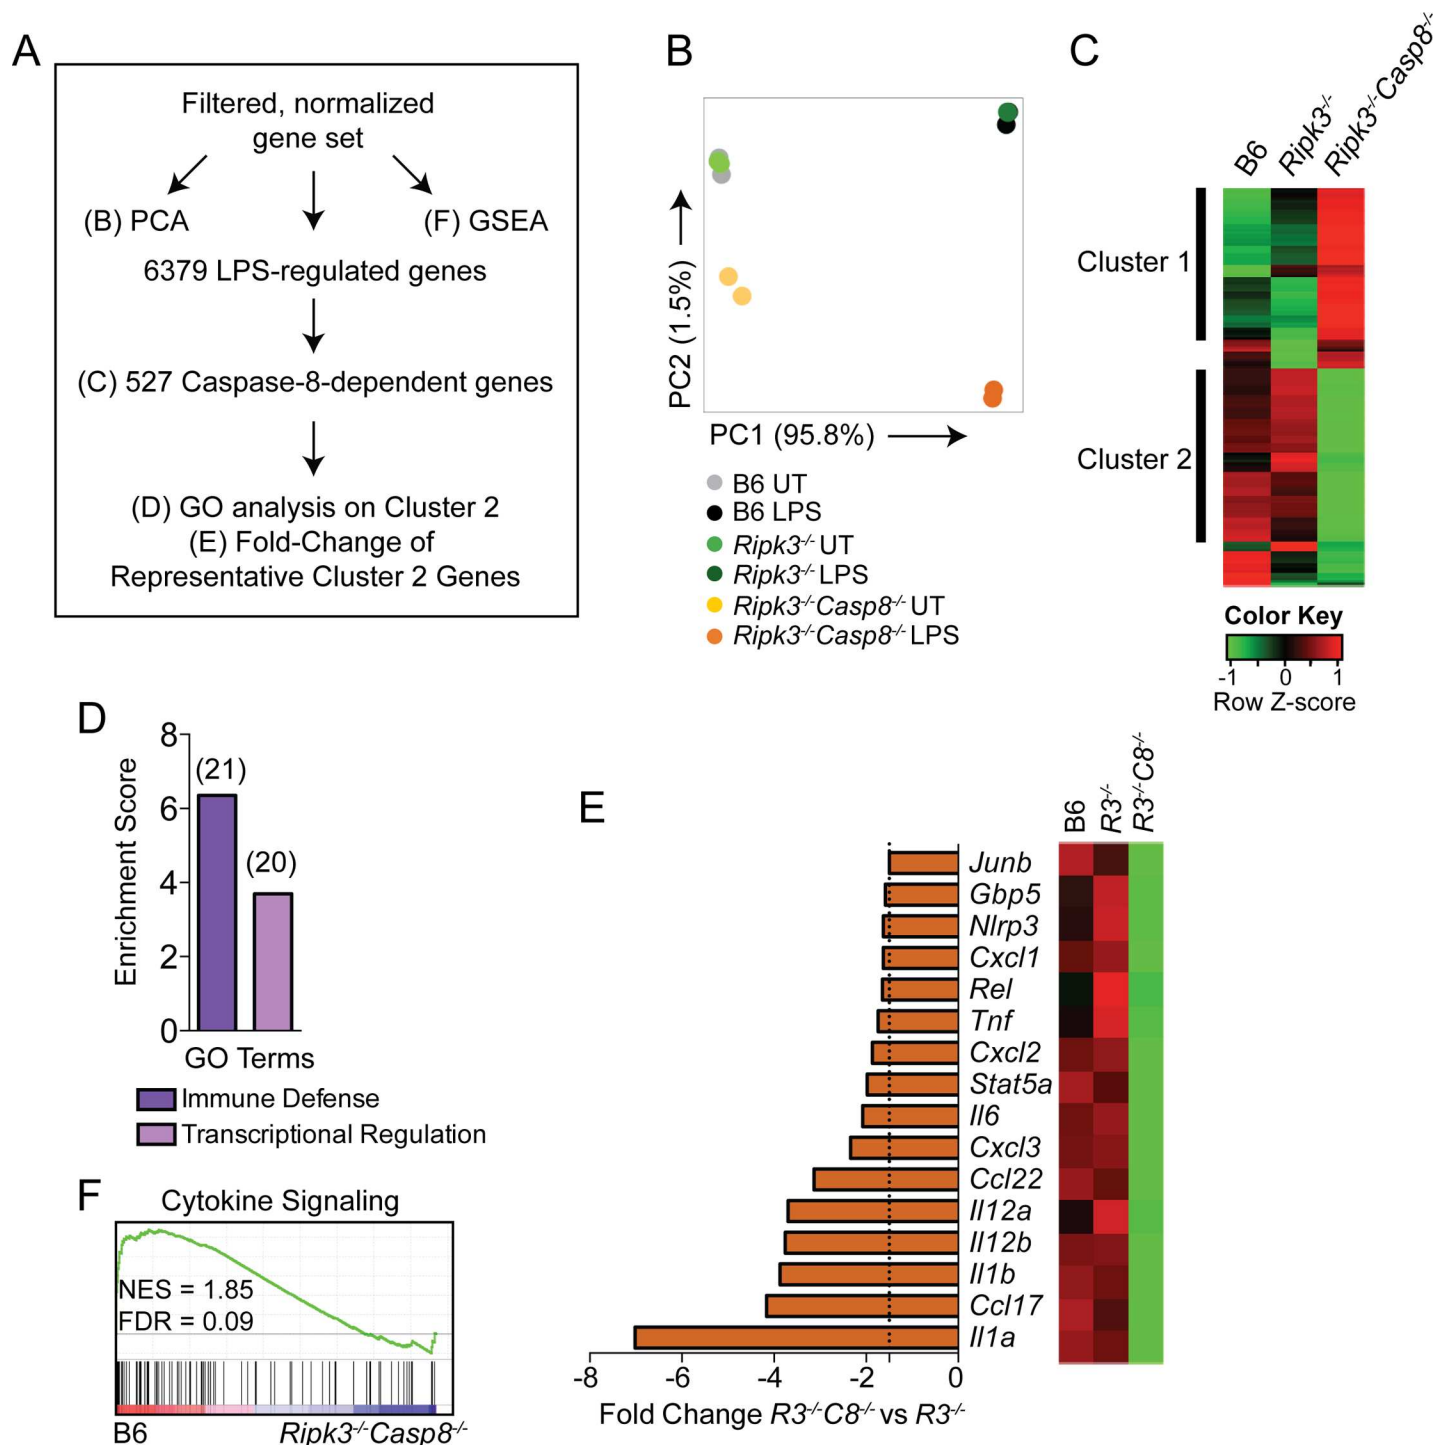 A
Filtered, normalized
gene set
(B) PCA
(F) GSEA
6379 LPS-regulated genes
(C) 527 Caspase-8-dependent genes
(D) GO analysis on Cluster 2
(E) Fold-Change of
Representative Cluster 2 Genes
B
PC2 (1.5%)
PC1 (95.8%)
B6 UT
B6 LPS
Ripk3-/- UT
Ripk3-/- LPS
Ripk3-/-Casp8-/- UT
Ripk3-/-Casp8-/- LPS
C
B6
Ripk3-/-
Ripk3-/-Casp8-/-
Cluster 1
Cluster 2
Color Key
-1 0 1
Row Z-score
D
Enrichment Score
8
6
4
2
0
(21)
(20)
GO Terms
Immune Defense
Transcriptional Regulation
E
B6
R3-/-
R3-/-C8-/-
Junb
Gbp5
Nlrp3
Cxcl1
Rel
Tnf
Cxcl2
Stat5a
Il6
Cxcl3
Ccl22
Il12a
Il12b
Il1b
Ccl17
Il1a
-8 -6 -4 -2 0
Fold Change R3-/-C8-/- vs R3-/-
F
Cytokine Signaling
NES = 1.85
FDR = 0.09
B6
Ripk3-/-Casp8-/-